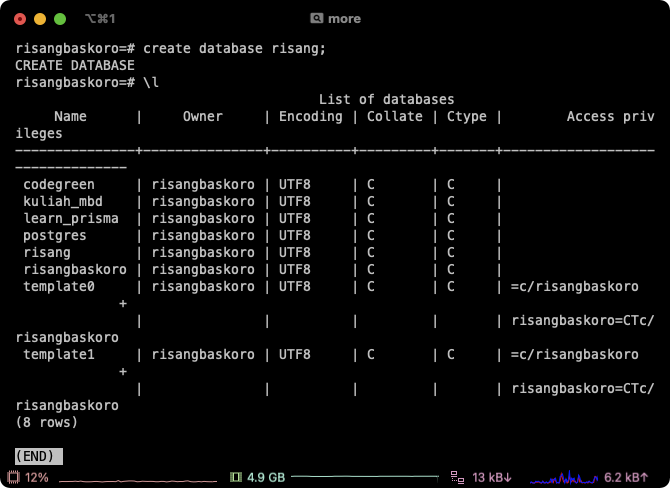 ⌥⌘1 more
risangbaskoro=# create database risang;
CREATE DATABASE
risangbaskoro=# \l
                                      List of databases
     Name      |     Owner     | Encoding | Collate | Ctype |        Access priv
ileges
---------------+---------------+----------+---------+-------+-------------------
--------------
 codegreen     | risangbaskoro | UTF8     | C       | C     |
 kuliah_mbd    | risangbaskoro | UTF8     | C       | C     |
 learn_prisma  | risangbaskoro | UTF8     | C       | C     |
 postgres      | risangbaskoro | UTF8     | C       | C     |
 risang        | risangbaskoro | UTF8     | C       | C     |
 risangbaskoro | risangbaskoro | UTF8     | C       | C     |
 template0     | risangbaskoro | UTF8     | C       | C     | =c/risangbaskoro
             +
               |               |          |         |       | risangbaskoro=CTc/
risangbaskoro
 template1     | risangbaskoro | UTF8     | C       | C     | =c/risangbaskoro
             +
               |               |          |         |       | risangbaskoro=CTc/
risangbaskoro
(8 rows)
(END)
12% 4.9 GB 13 kB↓ 6.2 kB↑